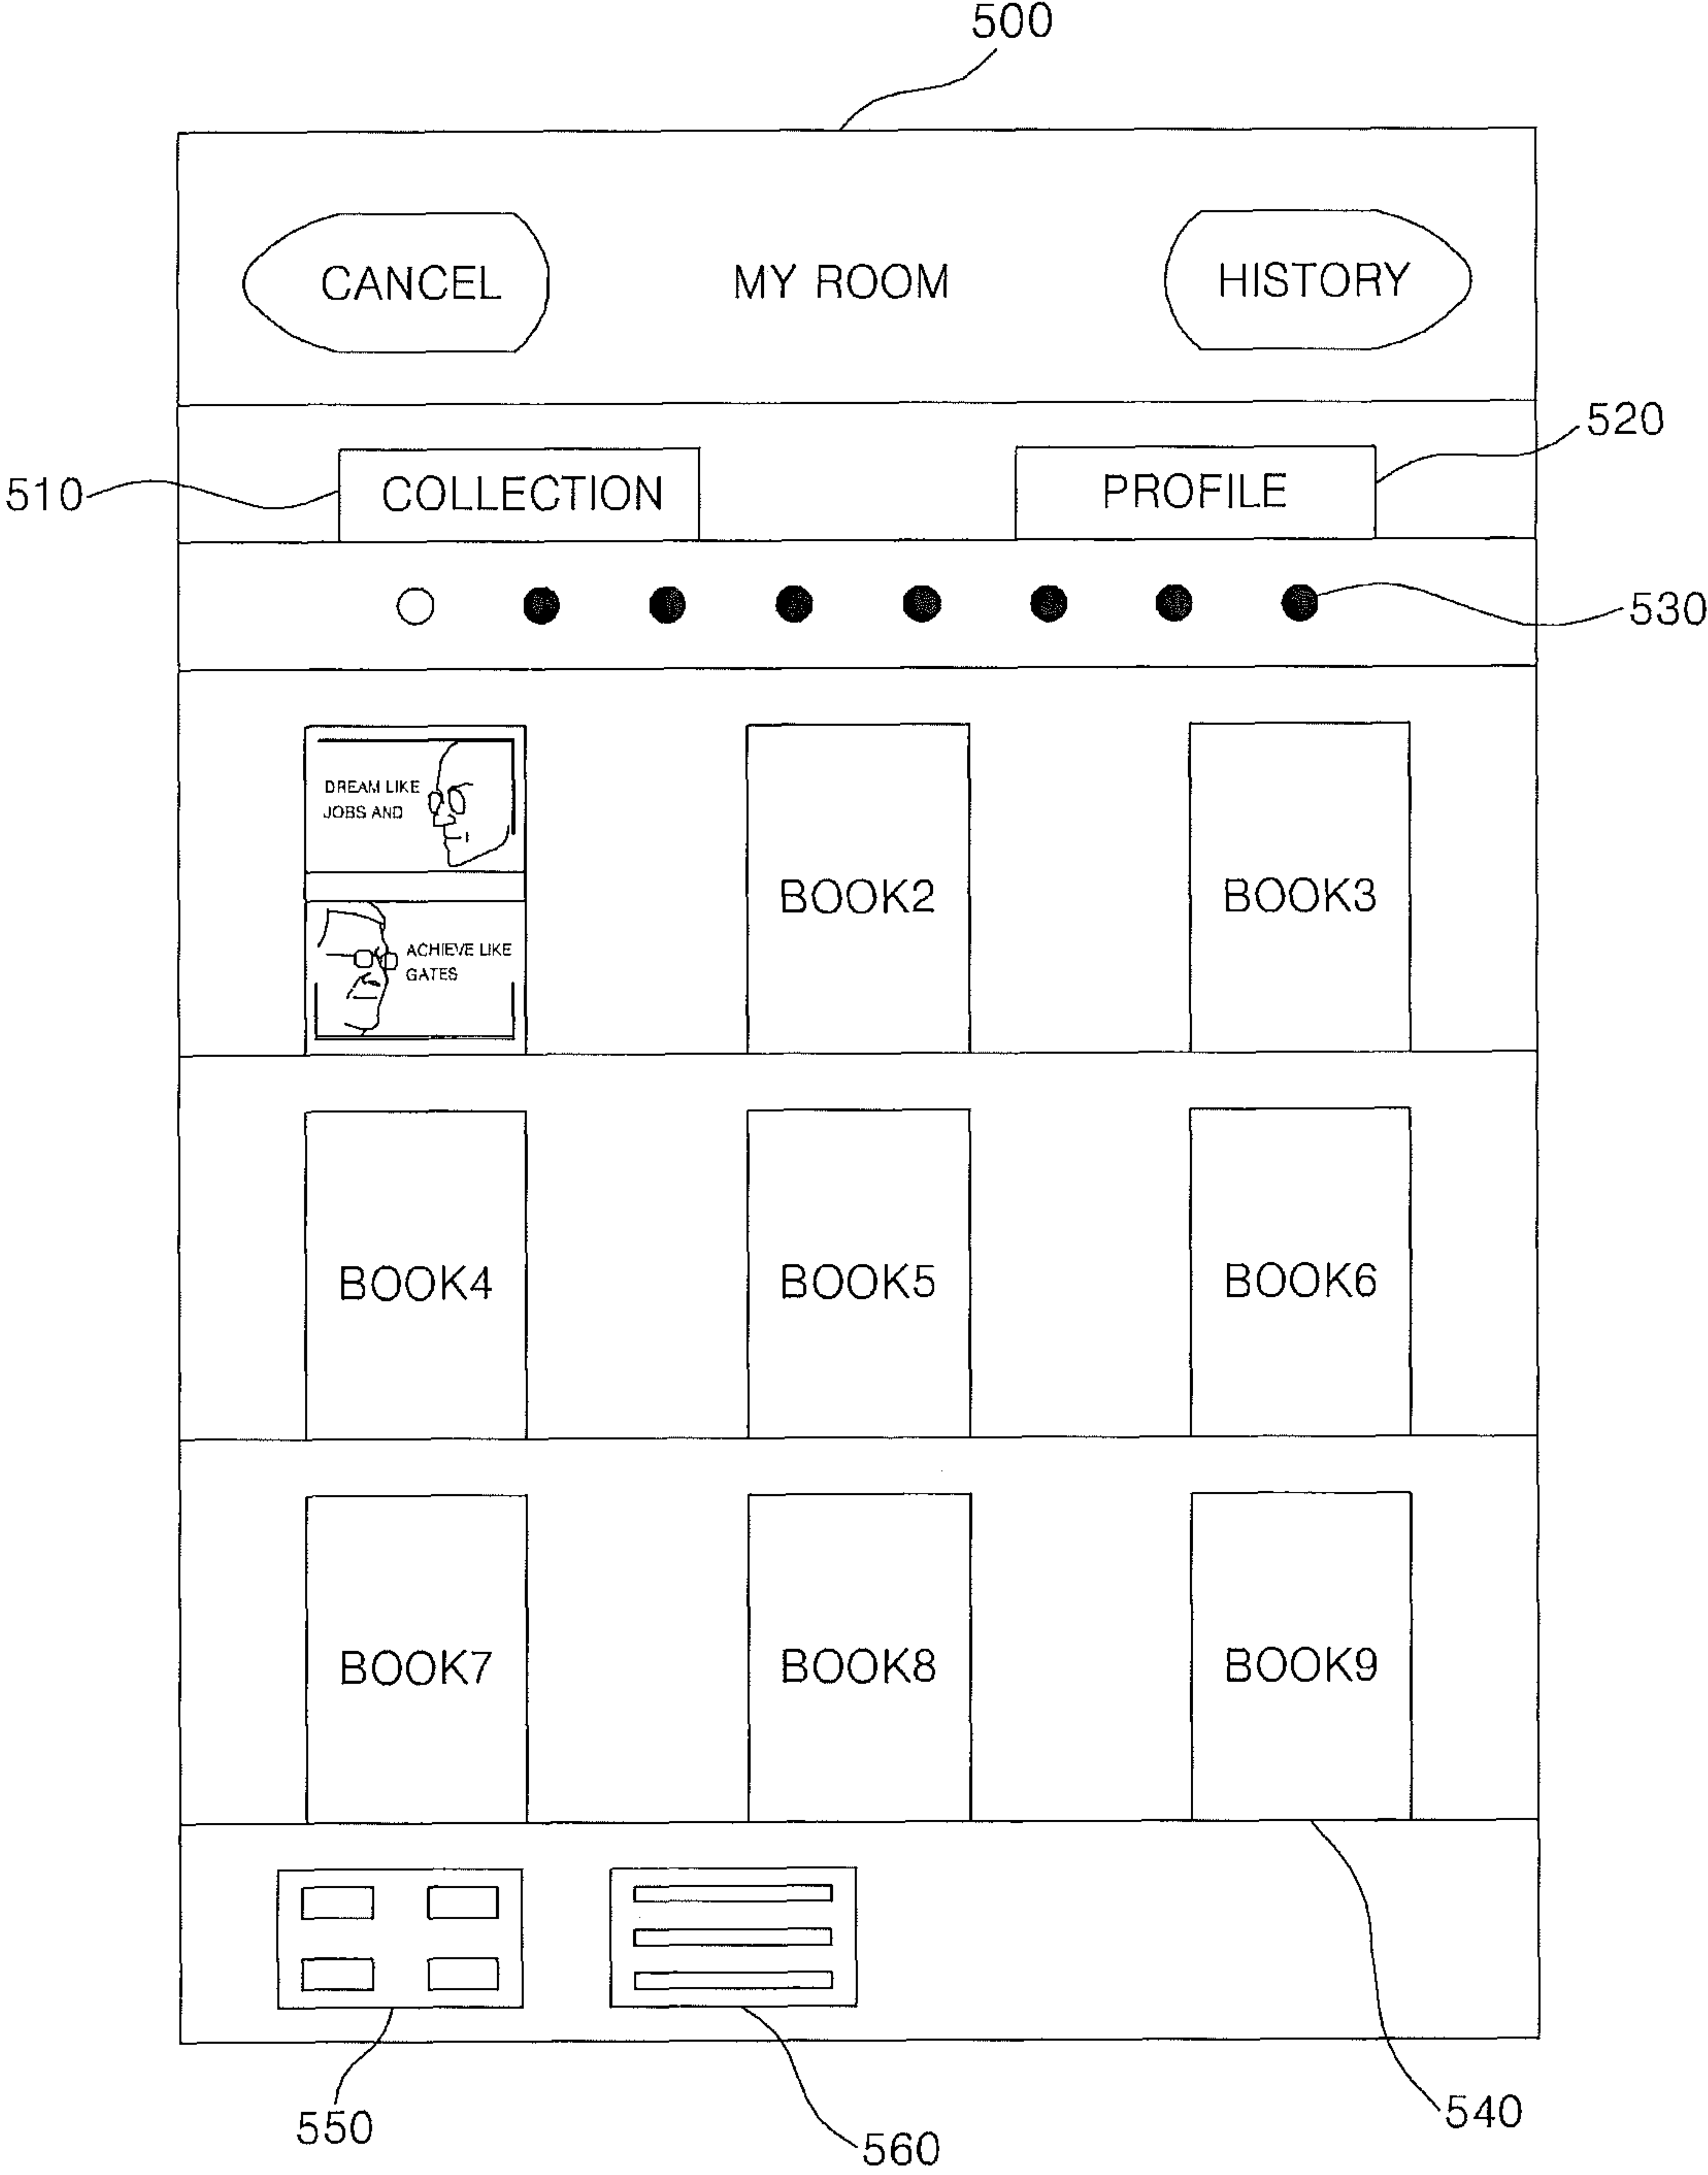 500
CANCEL MY ROOM HISTORY
520
510 COLLECTION PROFILE
530
DREAM LIKE
JOBS AND
ACHIEVE LIKE
GATES
BOOK2 BOOK3
BOOK4 BOOK5 BOOK6
BOOK7 BOOK8 BOOK9
550 560 540